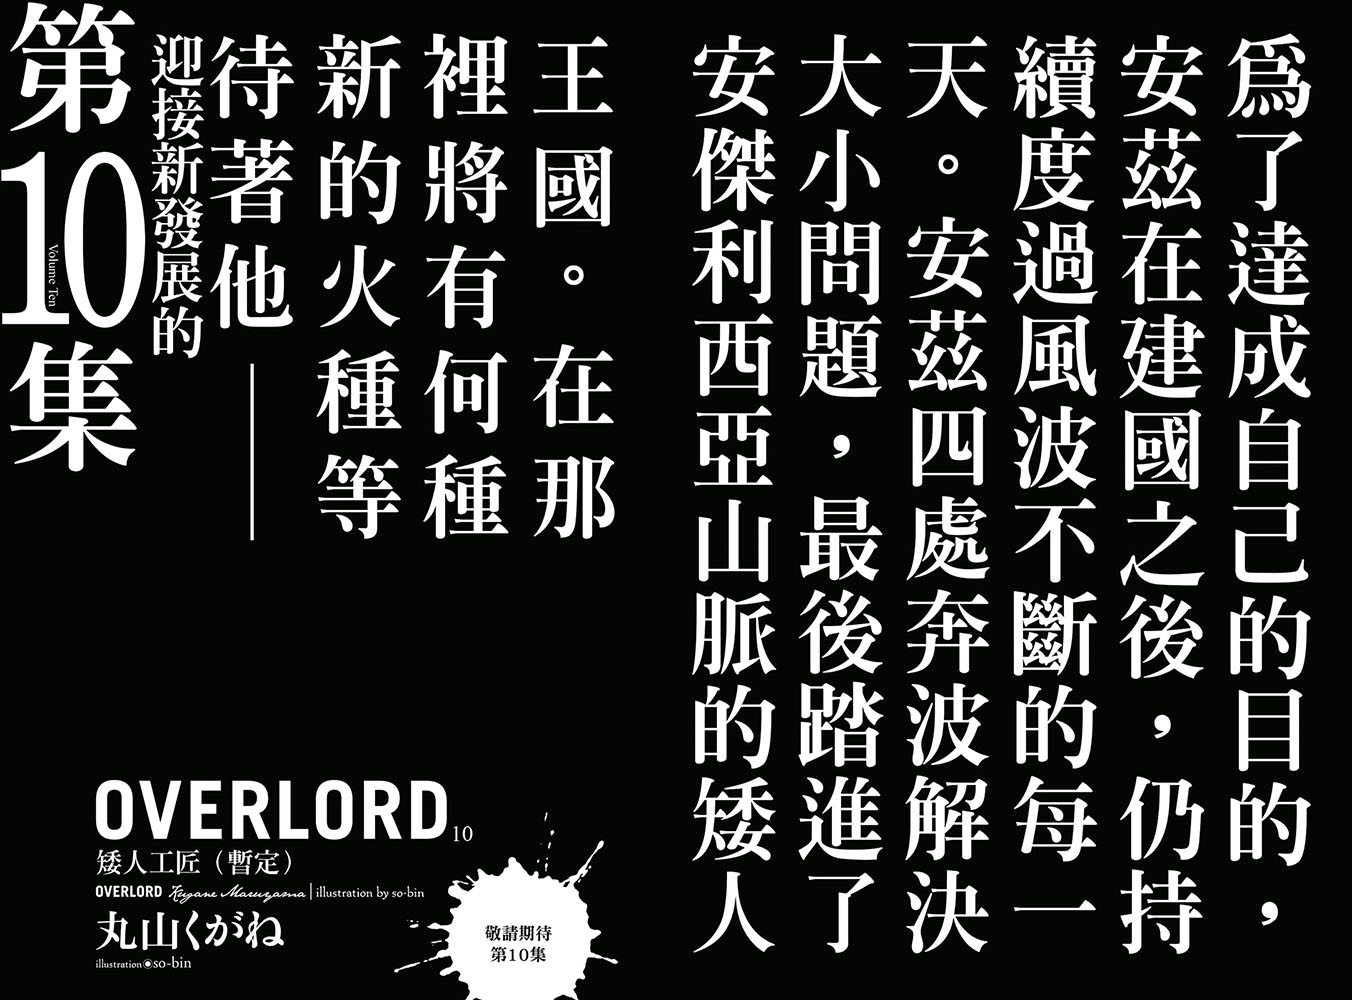 爲了達成自己的目的，
安茲在建國之後，仍持
續度過風波不斷的每一
天。安茲四處奔波解決
大小問題，最後踏進了
安傑利西亞山脈的矮人
王國。在那
裡將有何種
新的火種等
待著他——
迎接新發展的
第10集
Volume Ten
OVERLORD 10
矮人工匠（暫定）
OVERLORD Kugane Maruyama | illustration by so-bin
丸山くがね
illustration◉so-bin
敬請期待
第10集